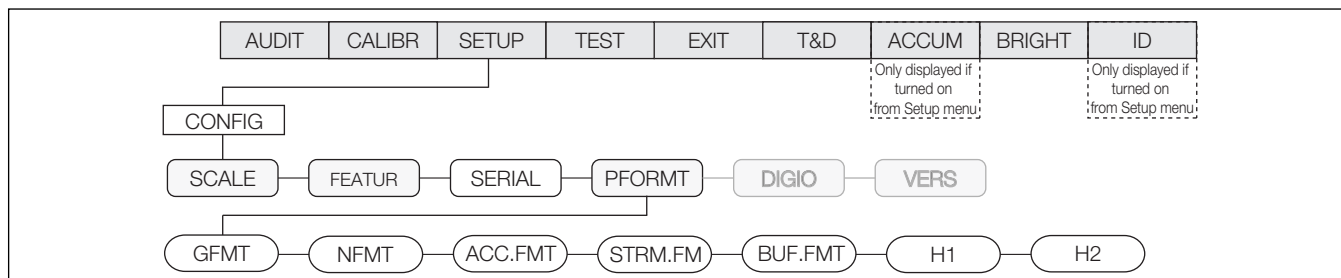 AUDIT CALIBR SETUP TEST EXIT T&D ACCUM BRIGHT ID
Only displayed if
turned on
from Setup menu
Only displayed if
turned on
from Setup menu
CONFIG
SCALE FEATUR SERIAL PFORMT DIGIO VERS
GFMT NFMT ACC.FMT STRM.FM BUF.FMT H1 H2